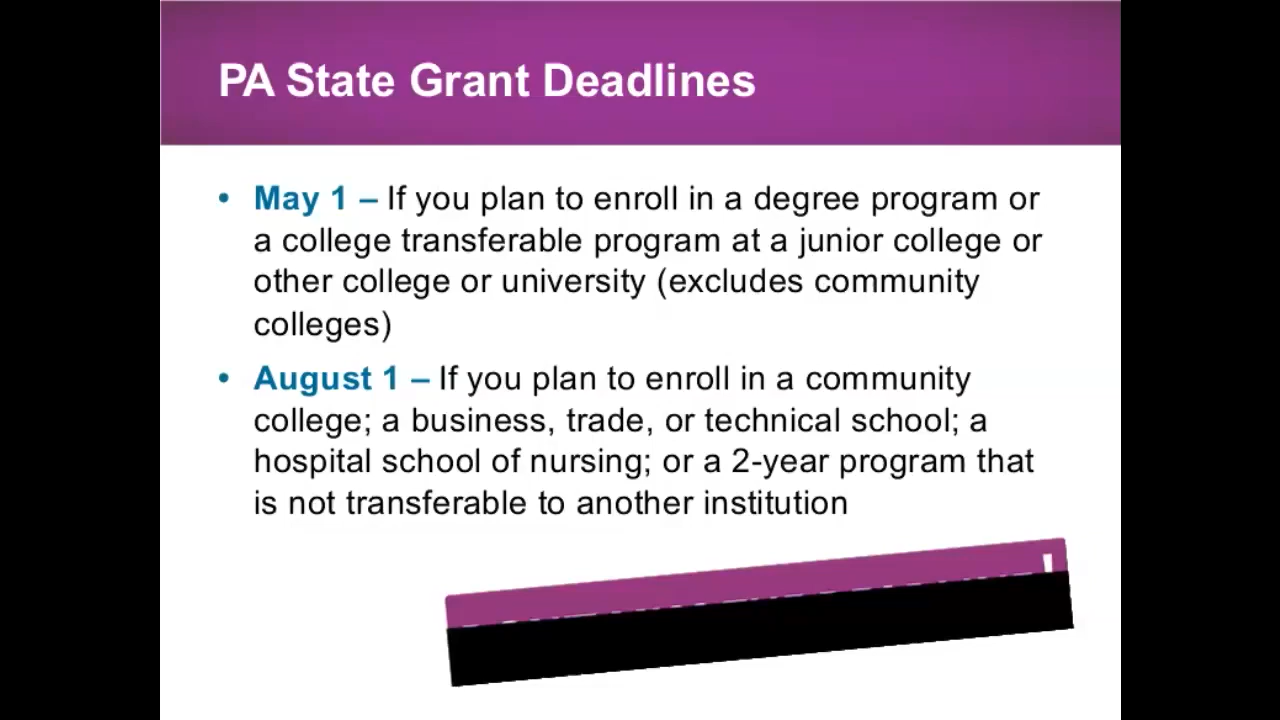 PA State Grant Deadlines
• May 1 – If you plan to enroll in a degree program or
a college transferable program at a junior college or
other college or university (excludes community
colleges)
• August 1 – If you plan to enroll in a community
college; a business, trade, or technical school; a
hospital school of nursing; or a 2-year program that
is not transferable to another institution